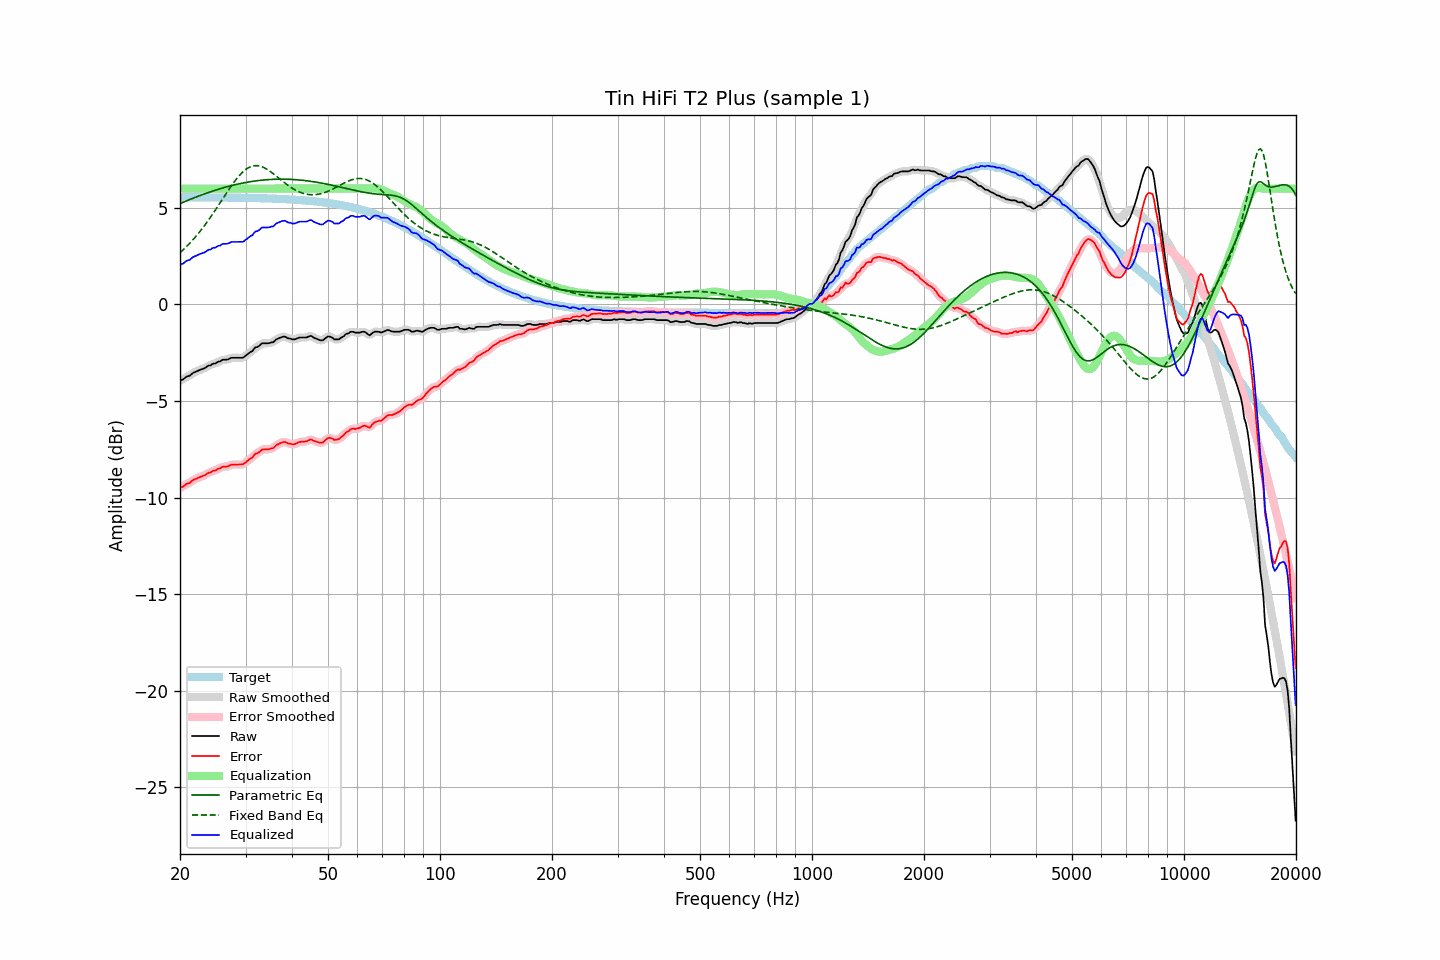 Tin HiFi T2 Plus (sample 1)
Amplitude (dBr)
5
0
−5
−10
−15
−20
−25
Target
Raw Smoothed
Error Smoothed
Raw
Error
Equalization
Parametric Eq
Fixed Band Eq
Equalized
20 50 100 200 500 1000 2000 5000 10000 20000
Frequency (Hz)